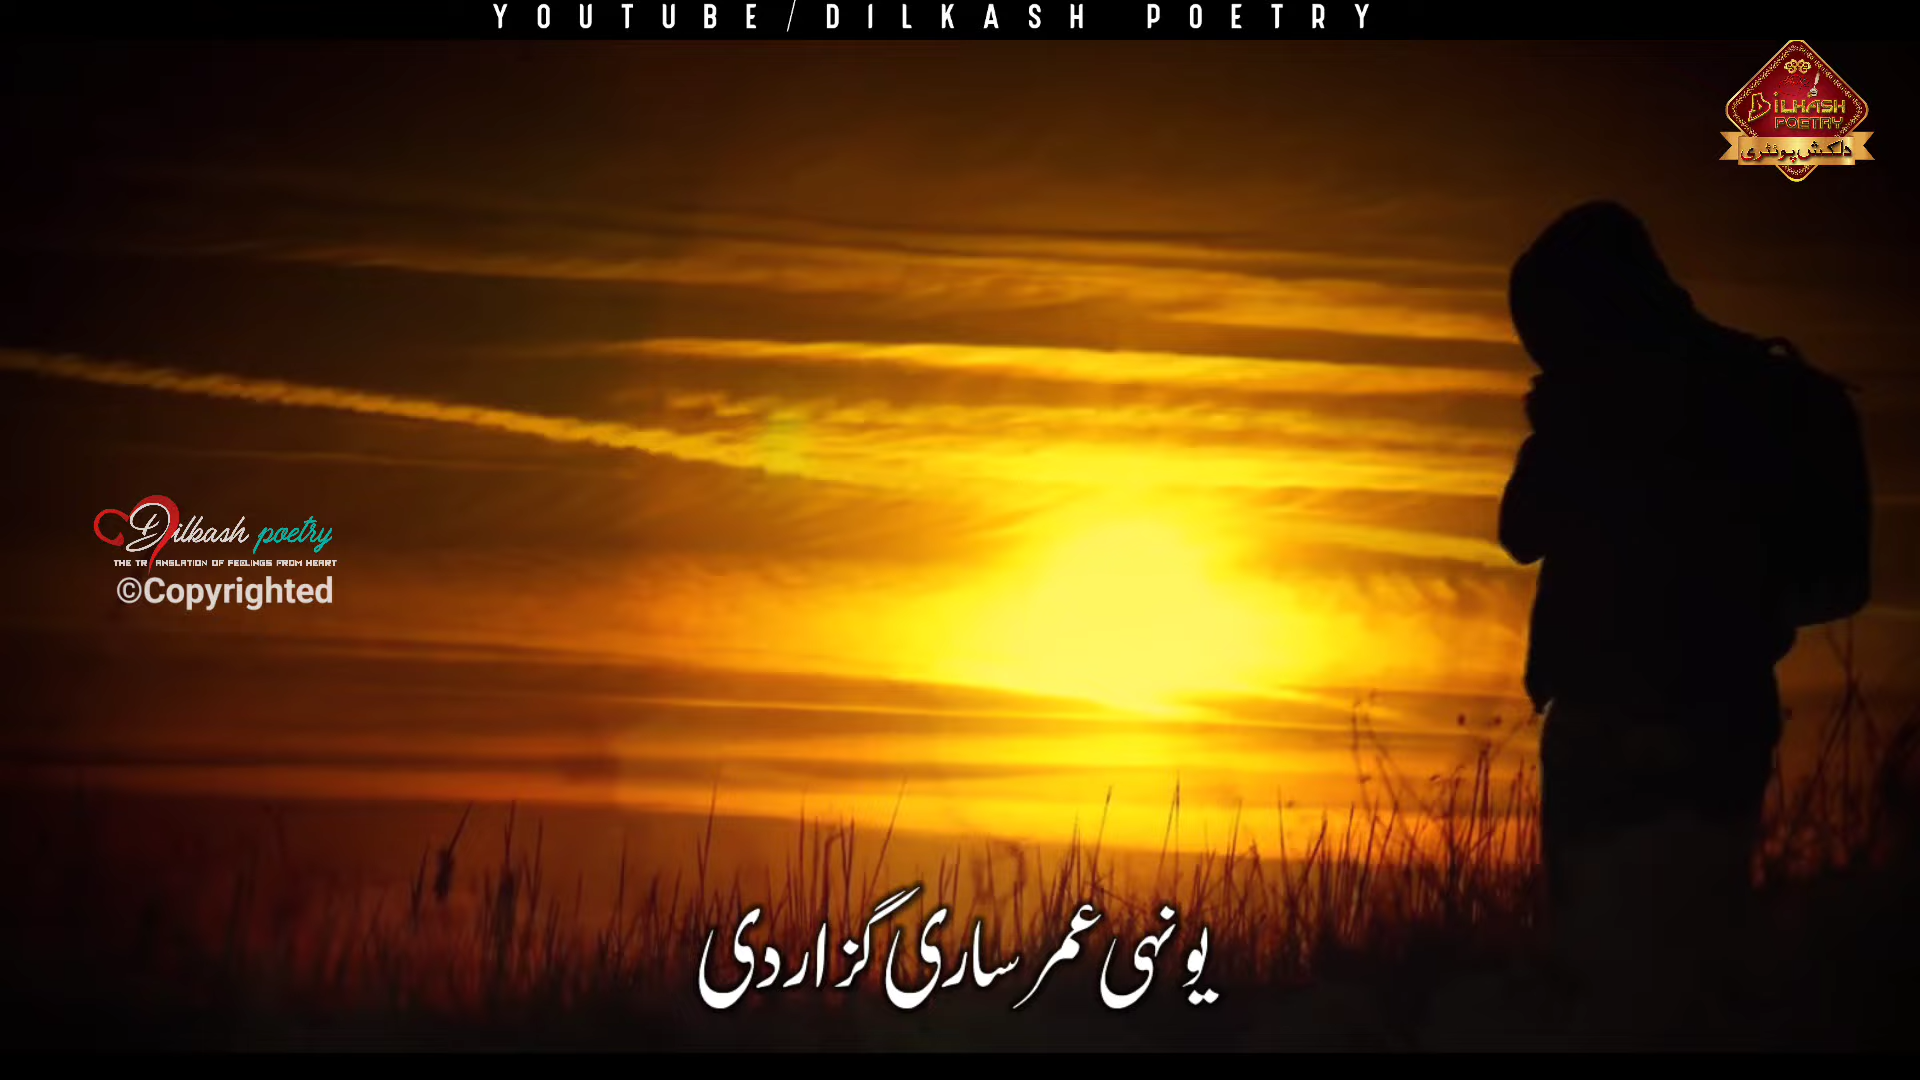 YOUTUBE/DILKASH POETRY
DILKASH
POETRY
دلکش پوئٹری
Dilkash poetry
THE TRANSLATION OF FEELINGS FROM HEART
©Copyrighted
یونہی عمر ساری گزار دی